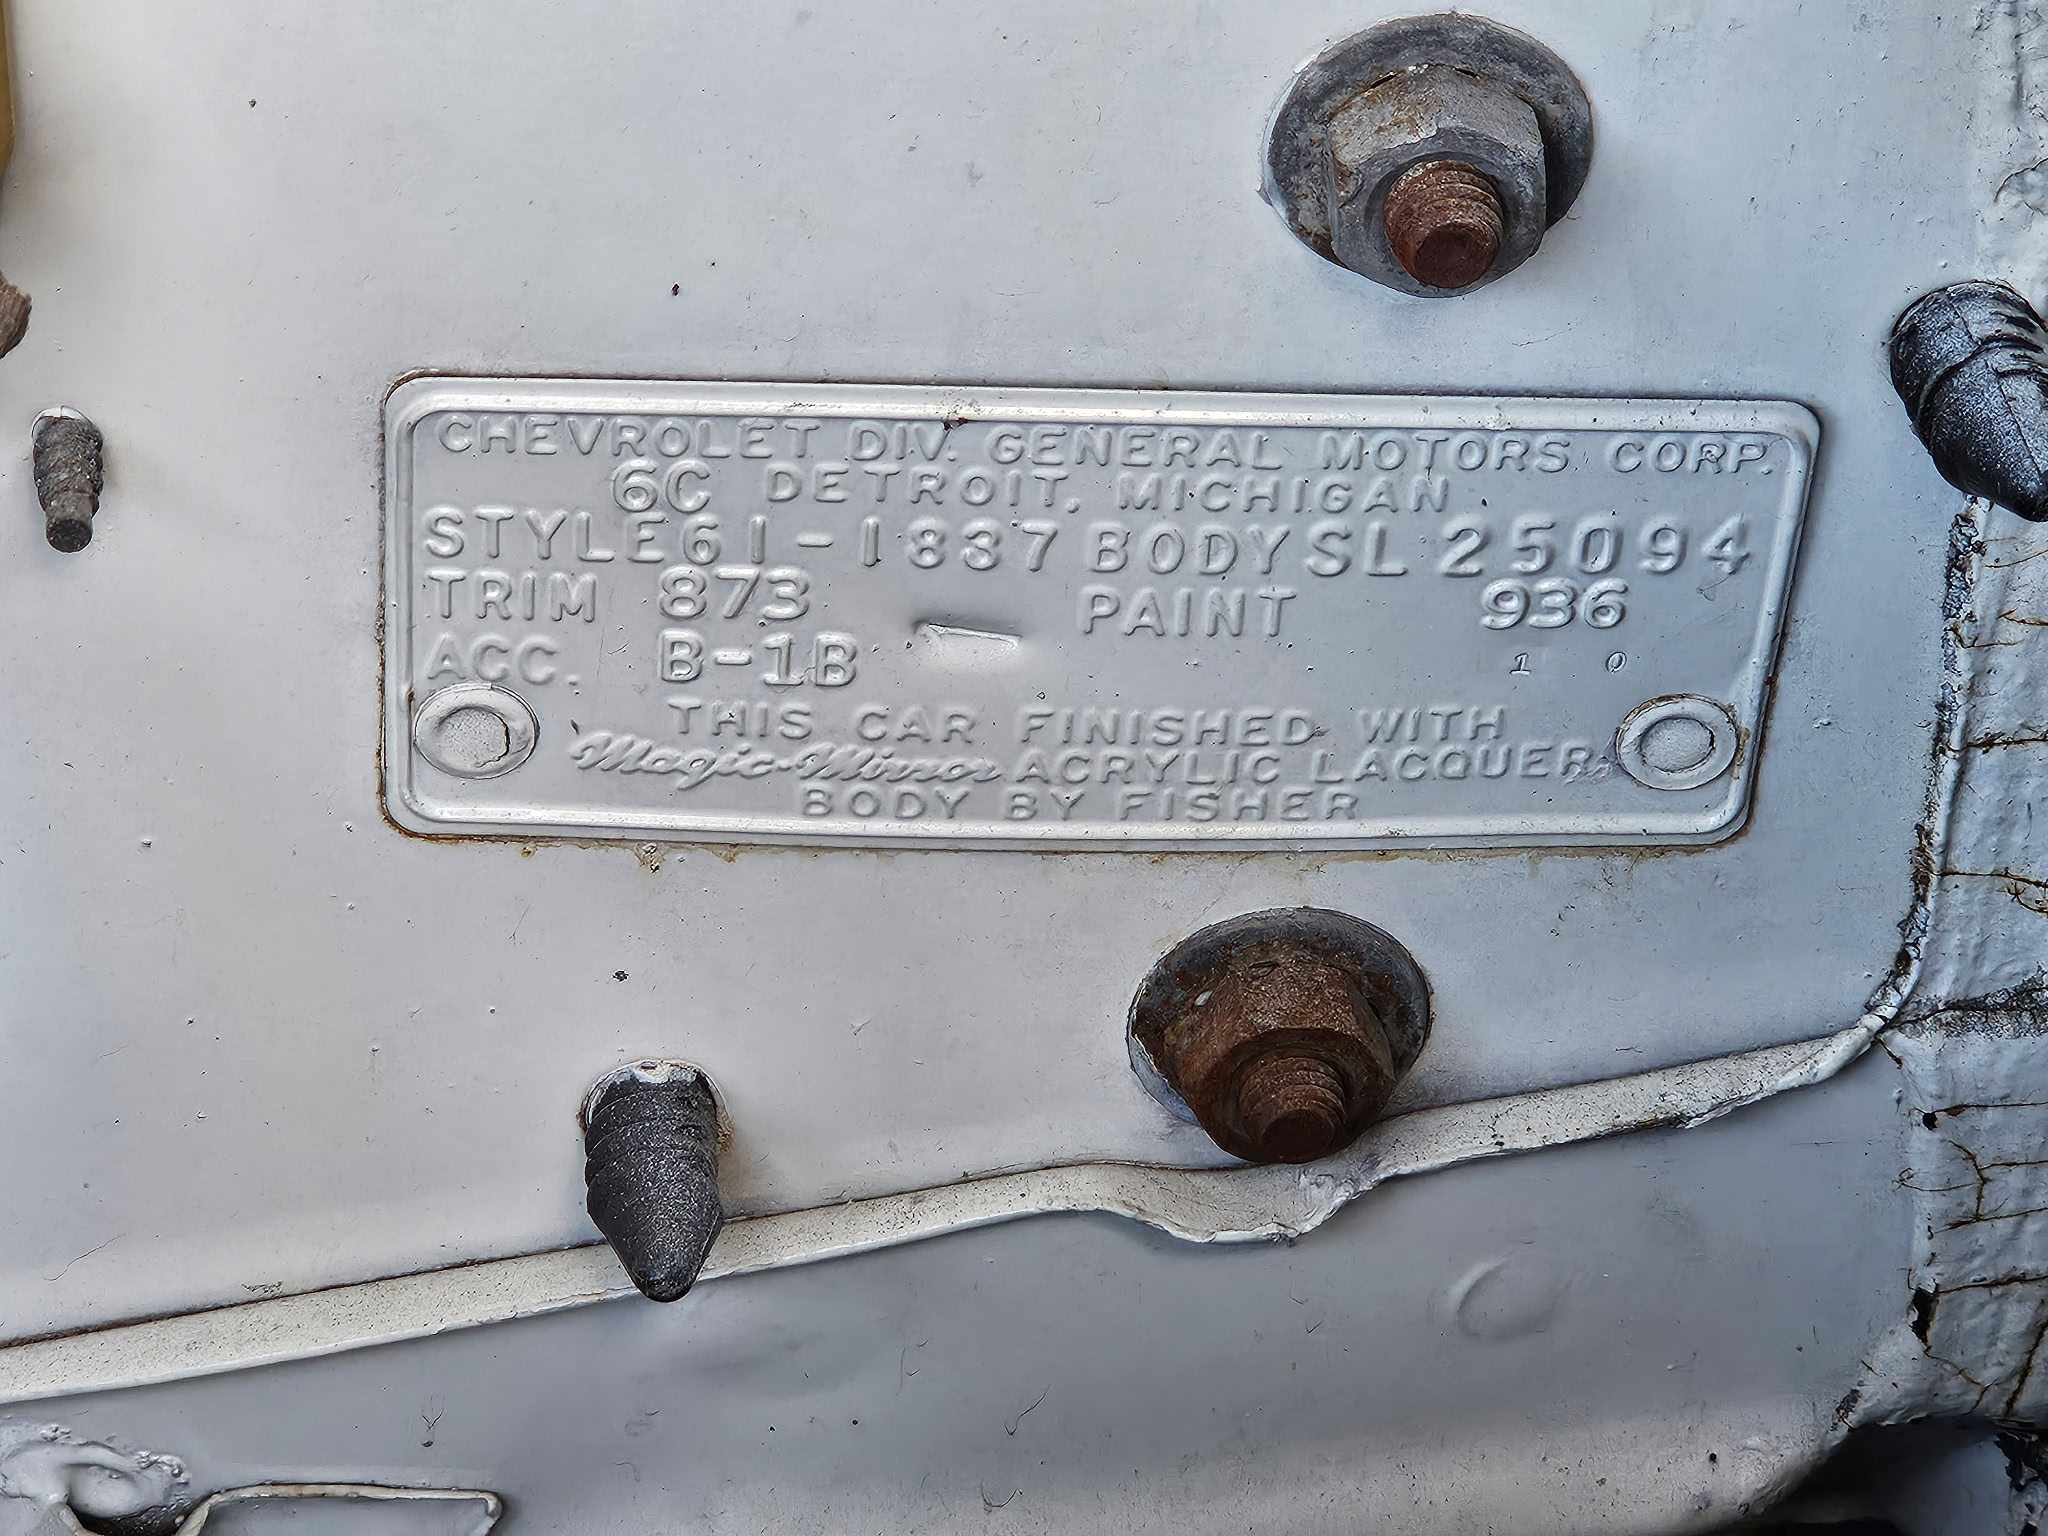 CHEVROLET DIV. GENERAL MOTORS CORP.
6C DETROIT, MICHIGAN
STYLE 61-1837 BODY SL 25094
TRIM 873 PAINT 936
ACC. B-1B 1 0
THIS CAR FINISHED WITH
Magic-Mirror ACRYLIC LACQUER
BODY BY FISHER